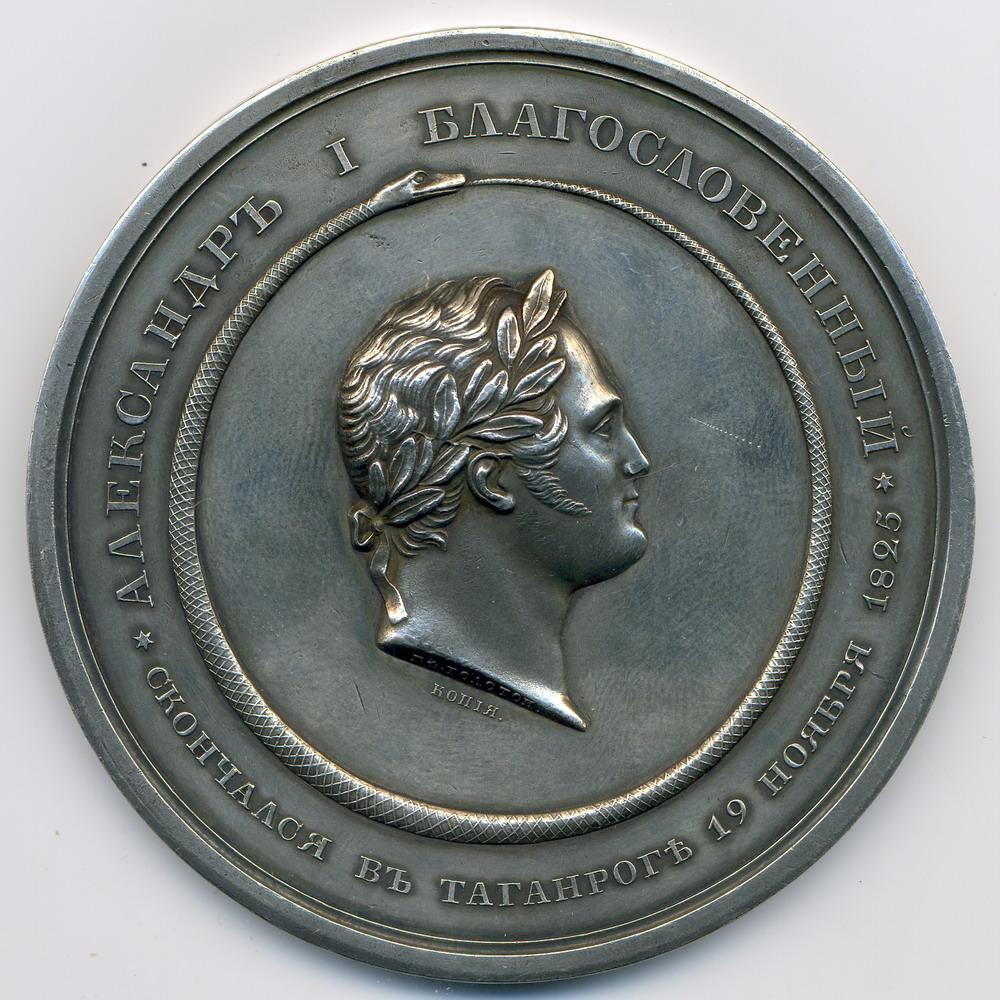 АЛЕКСАНДРЪ I БЛАГОСЛОВЕННЫЙ
* СКОНЧАЛСЯ ВЪ ТАГАНРОГѢ 19 НОЯБРЯ 1825 *
КОПІЯ.